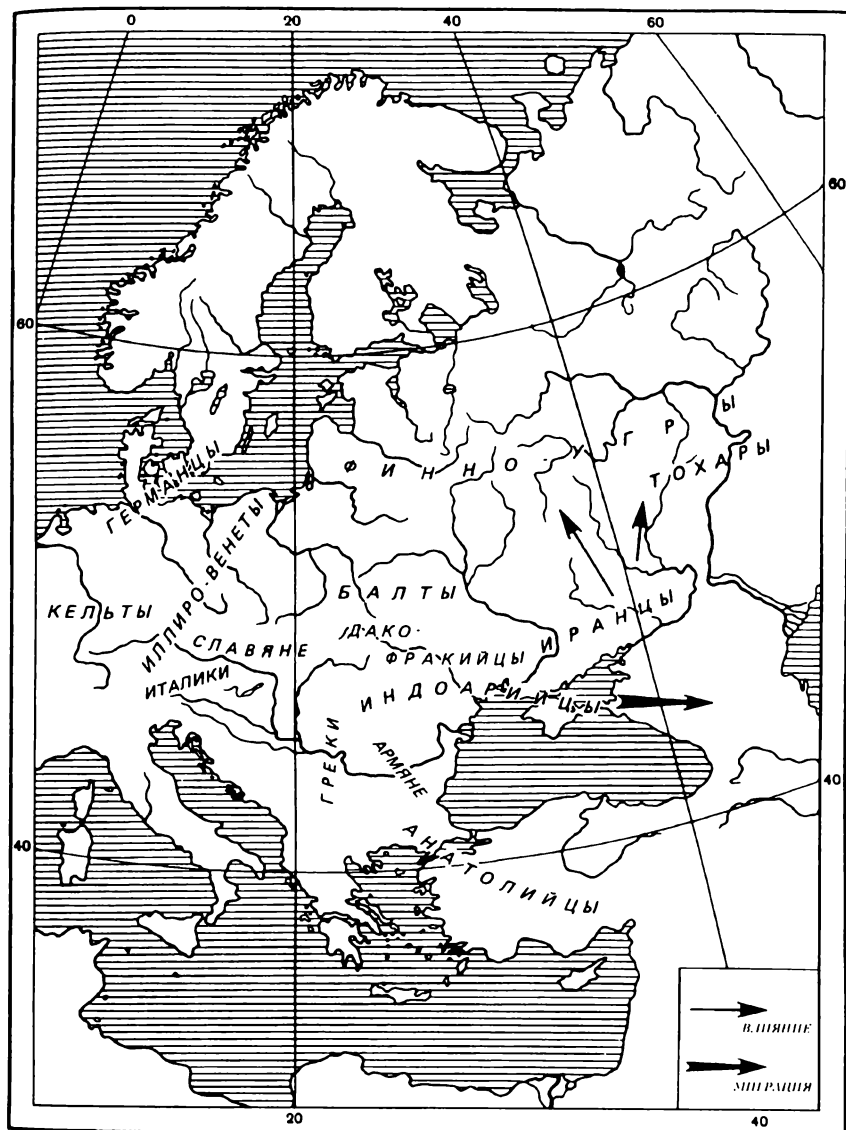 0 20 40 60
60
60
ФИННО-УГРЫ
ТОХАРЫ
ГЕРМАНЦЫ
ИЛЛИРО-ВЕНЕТЫ
БАЛТЫ
КЕЛЬТЫ
ИРАНЦЫ
СЛАВЯНЕ
ДАКО-
ФРАКИЙЦЫ
ИТАЛИКИ
ИНДОАРИЙЦЫ
ГРЕКИ
АРМЯНЕ
40
40
АНАТОЛИЙЦЫ
ВЛИЯНИЕ
МИГРАЦИЯ
20 40